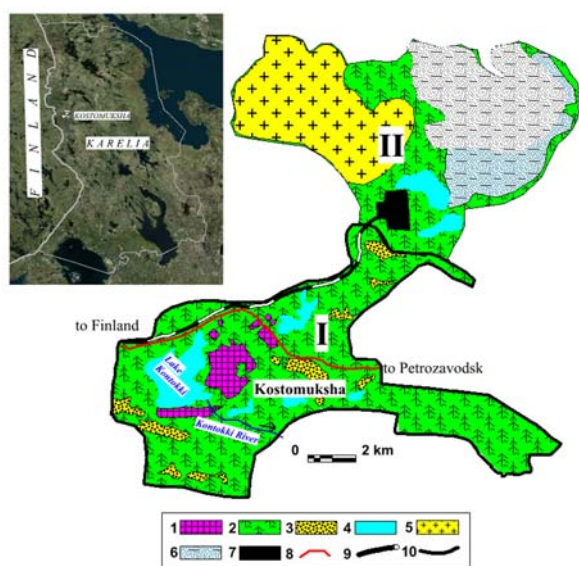 FINLAND
KOSTOMUKSHA
KARELIA
II
to Finland
I
to Petrozavodsk
Lake
Kontokki
Kostomuksha
Kontokki River
0 2 km
1 2 3 4 5
6 7 8 9 10